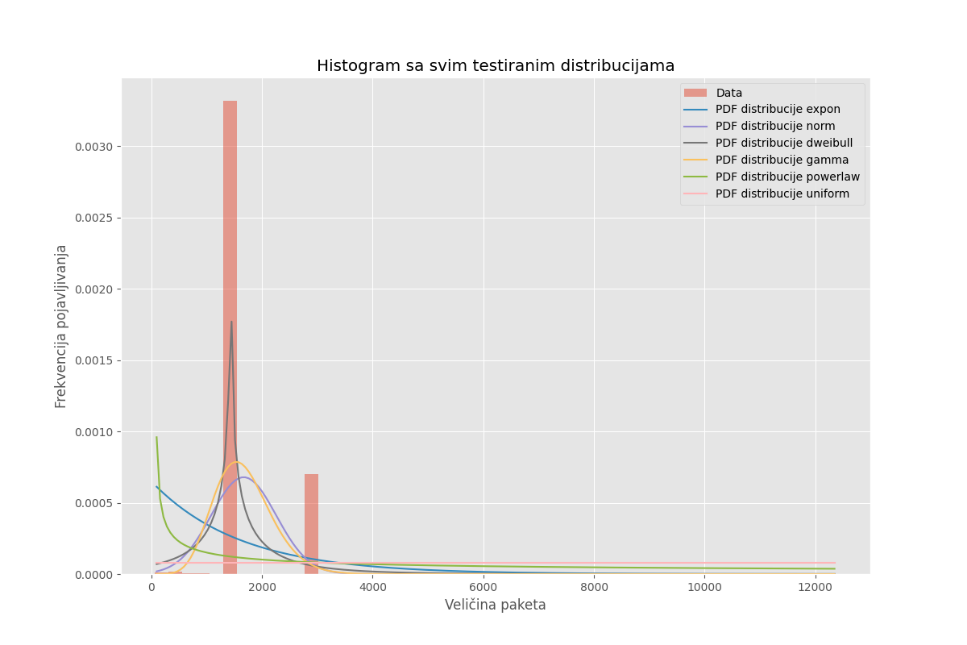 Histogram sa svim testiranim distribucijama
Data
PDF distribucije expon
PDF distribucije norm
PDF distribucije dweibull
PDF distribucije gamma
PDF distribucije powerlaw
PDF distribucije uniform
Frekvencija pojavljivanja
0.0030
0.0025
0.0020
0.0015
0.0010
0.0005
0.0000
0
2000
4000
6000
8000
10000
12000
Veličina paketa